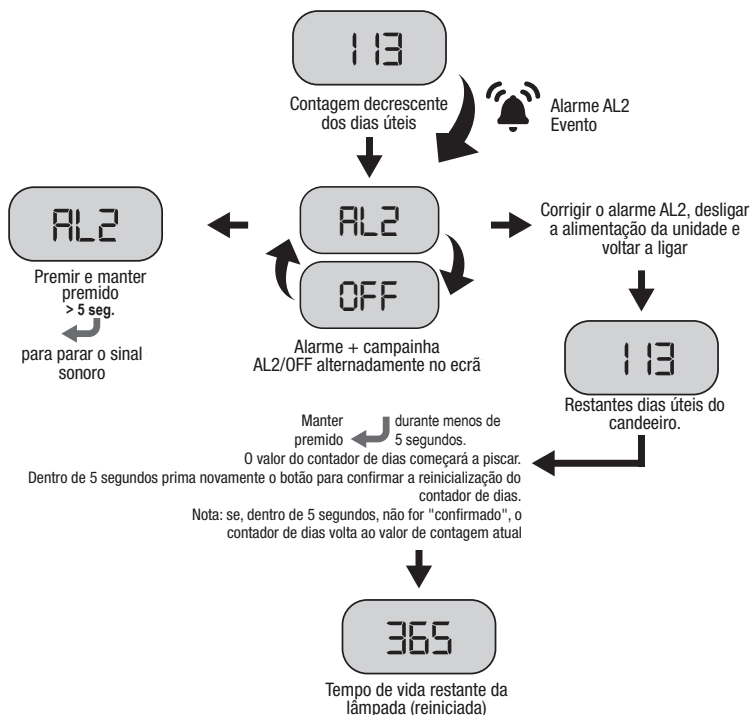 113
Contagem decrescente
dos dias úteis
Alarme AL2
Evento
AL2
Premir e manter
premido
> 5 seg.
para parar o sinal
sonoro
AL2
OFF
Alarme + campainha
AL2/OFF alternadamente no ecrã
Corrigir o alarme AL2, desligar
a alimentação da unidade e
voltar a ligar
113
Restantes dias úteis do
candeeiro.
Manter
premido
durante menos de
5 segundos.
O valor do contador de dias começará a piscar.
Dentro de 5 segundos prima novamente o botão para confirmar a reinicialização do
contador de dias.
Nota: se, dentro de 5 segundos, não for "confirmado", o
contador de dias volta ao valor de contagem atual
365
Tempo de vida restante da
lâmpada (reiniciada)